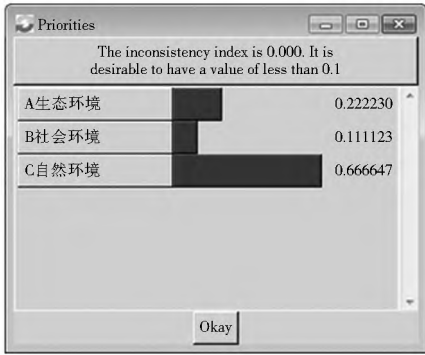 Priorities
The inconsistency index is 0.000. It is
desirable to have a value of less than 0.1
A生态环境 0.222230
B社会环境 0.111123
C自然环境 0.666647
Okay